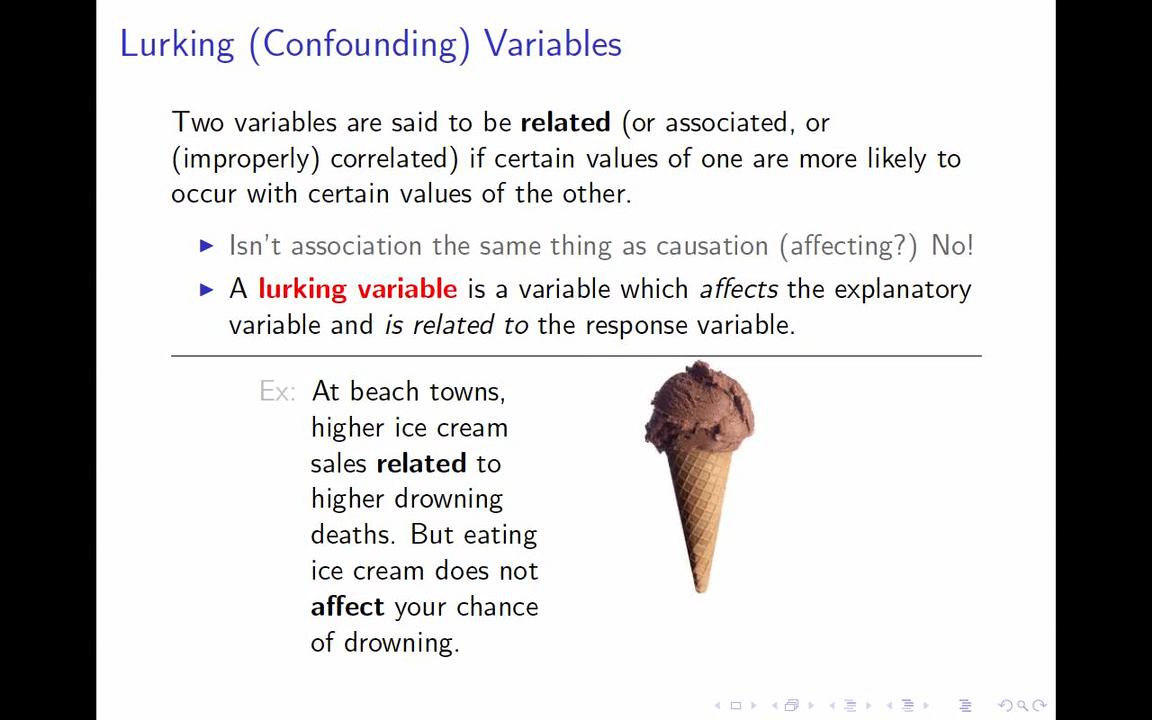 Lurking (Confounding) Variables
Two variables are said to be related (or associated, or
(improperly) correlated) if certain values of one are more likely to
occur with certain values of the other.
Isn't association the same thing as causation (affecting?) No!
A lurking variable is a variable which affects the explanatory
variable and is related to the response variable.
Ex: At beach towns,
higher ice cream
sales related to
higher drowning
deaths. But eating
ice cream does not
affect your chance
of drowning.